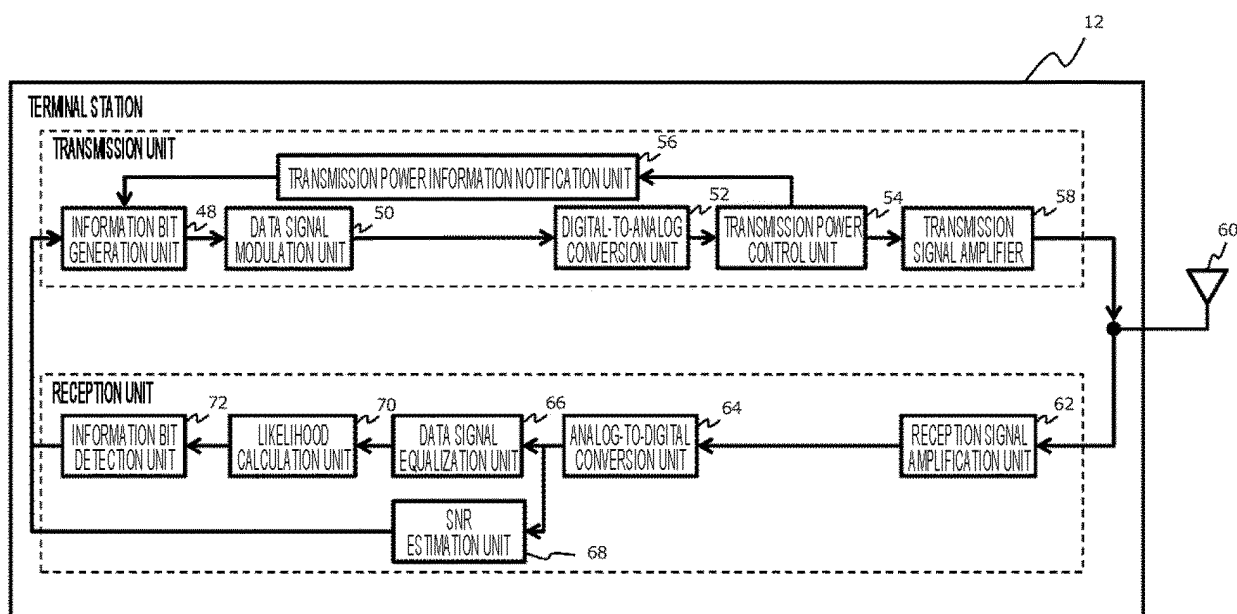 12
TERMINAL STATION
TRANSMISSION UNIT
56
TRANSMISSION POWER INFORMATION NOTIFICATION UNIT
INFORMATION BIT
GENERATION UNIT
48
DATA SIGNAL
MODULATION UNIT
50
DIGITAL-TO-ANALOG
CONVERSION UNIT
52
TRANSMISSION POWER
CONTROL UNIT
54
TRANSMISSION
SIGNAL AMPLIFIER
58
60
RECEPTION UNIT
INFORMATION BIT
DETECTION UNIT
72
LIKELIHOOD
CALCULATION UNIT
70
DATA SIGNAL
EQUALIZATION UNIT
66
ANALOG-TO-DIGITAL
CONVERSION UNIT
64
RECEPTION SIGNAL
AMPLIFICATION UNIT
62
SNR
ESTIMATION UNIT
68